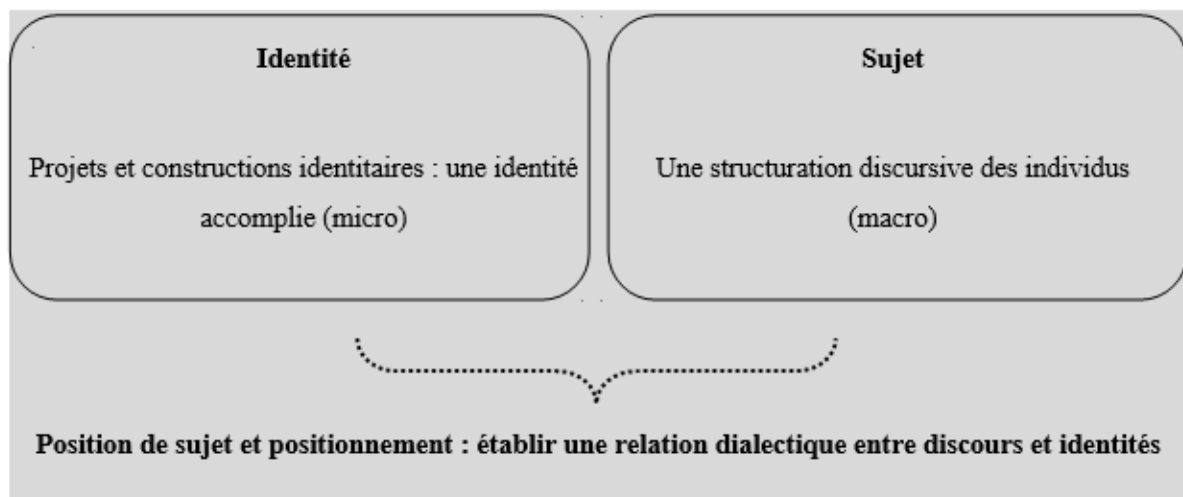 Identité
Projets et constructions identitaires : une identité
accomplie (micro)
Sujet
Une structuration discursive des individus
(macro)
Position de sujet et positionnement : établir une relation dialectique entre discours et identités